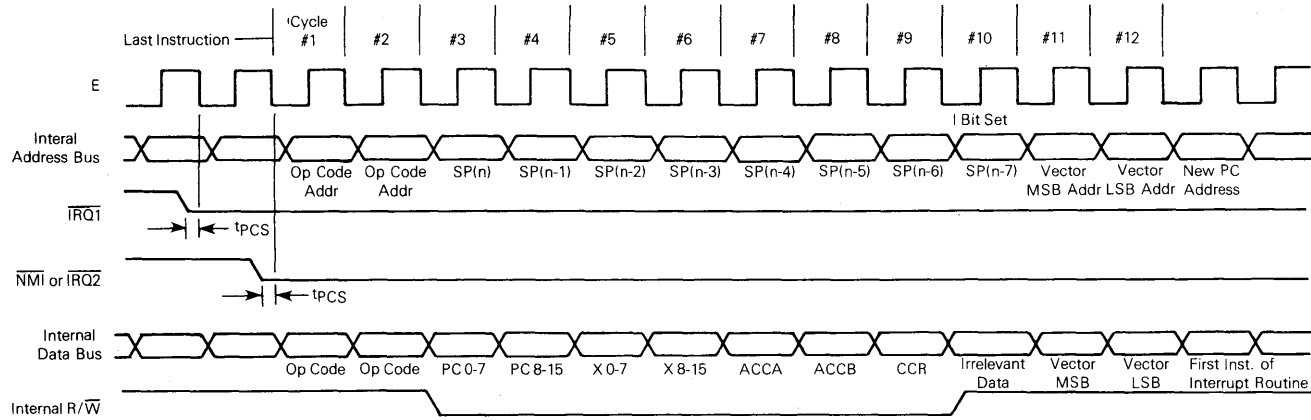 Cycle
Last Instruction #1 #2 #3 #4 #5 #6 #7 #8 #9 #10 #11 #12
E
I Bit Set
Interal
Address Bus
Op Code Addr Op Code Addr SP(n) SP(n-1) SP(n-2) SP(n-3) SP(n-4) SP(n-5) SP(n-6) SP(n-7) Vector MSB Addr Vector LSB Addr New PC Address
IRQ1
tPCS
NMI or IRQ2
tPCS
Internal
Data Bus
Op Code Op Code PC 0-7 PC 8-15 X 0-7 X 8-15 ACCA ACCB CCR Irrelevant Data Vector MSB Vector LSB First Inst. of Interrupt Routine
Internal R/W